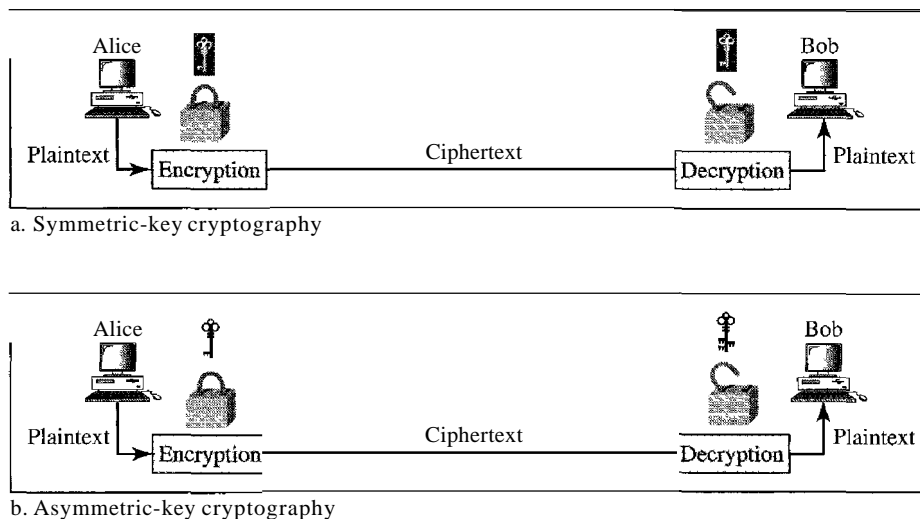 Alice
Bob
Plaintext
Encryption
Ciphertext
Decryption
Plaintext
a. Symmetric-key cryptography
Alice
Bob
Plaintext
Encryption
Ciphertext
Decryption
Plaintext
b. Asymmetric-key cryptography